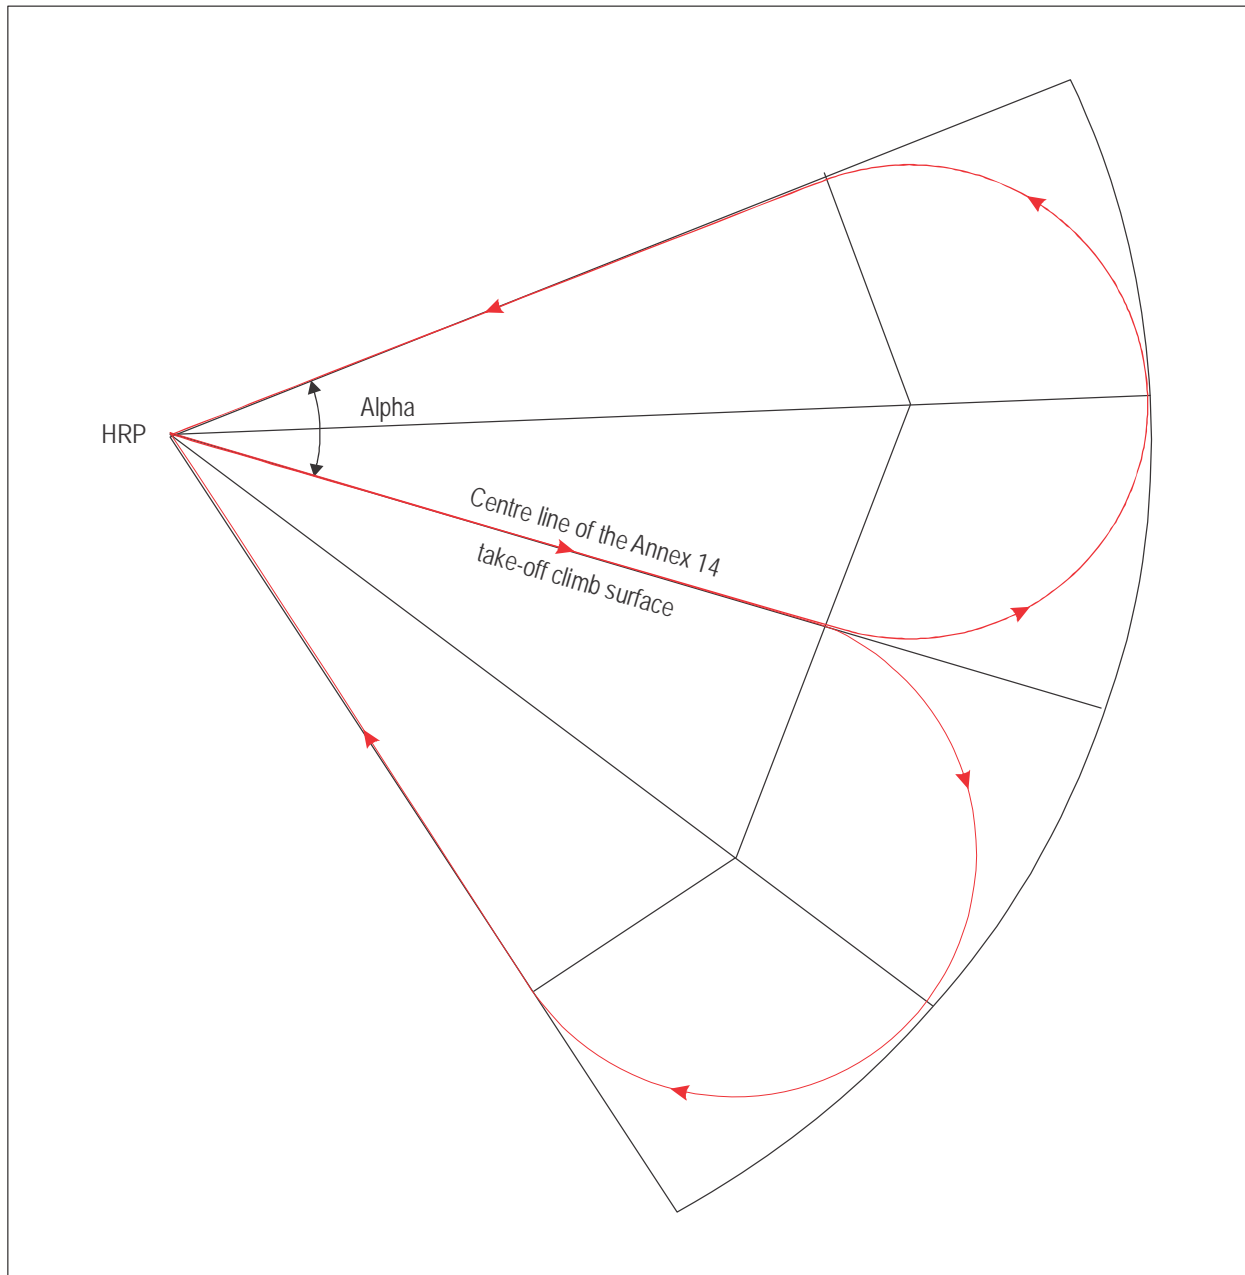 Alpha
HRP
Centre line of the Annex 14
take-off climb surface